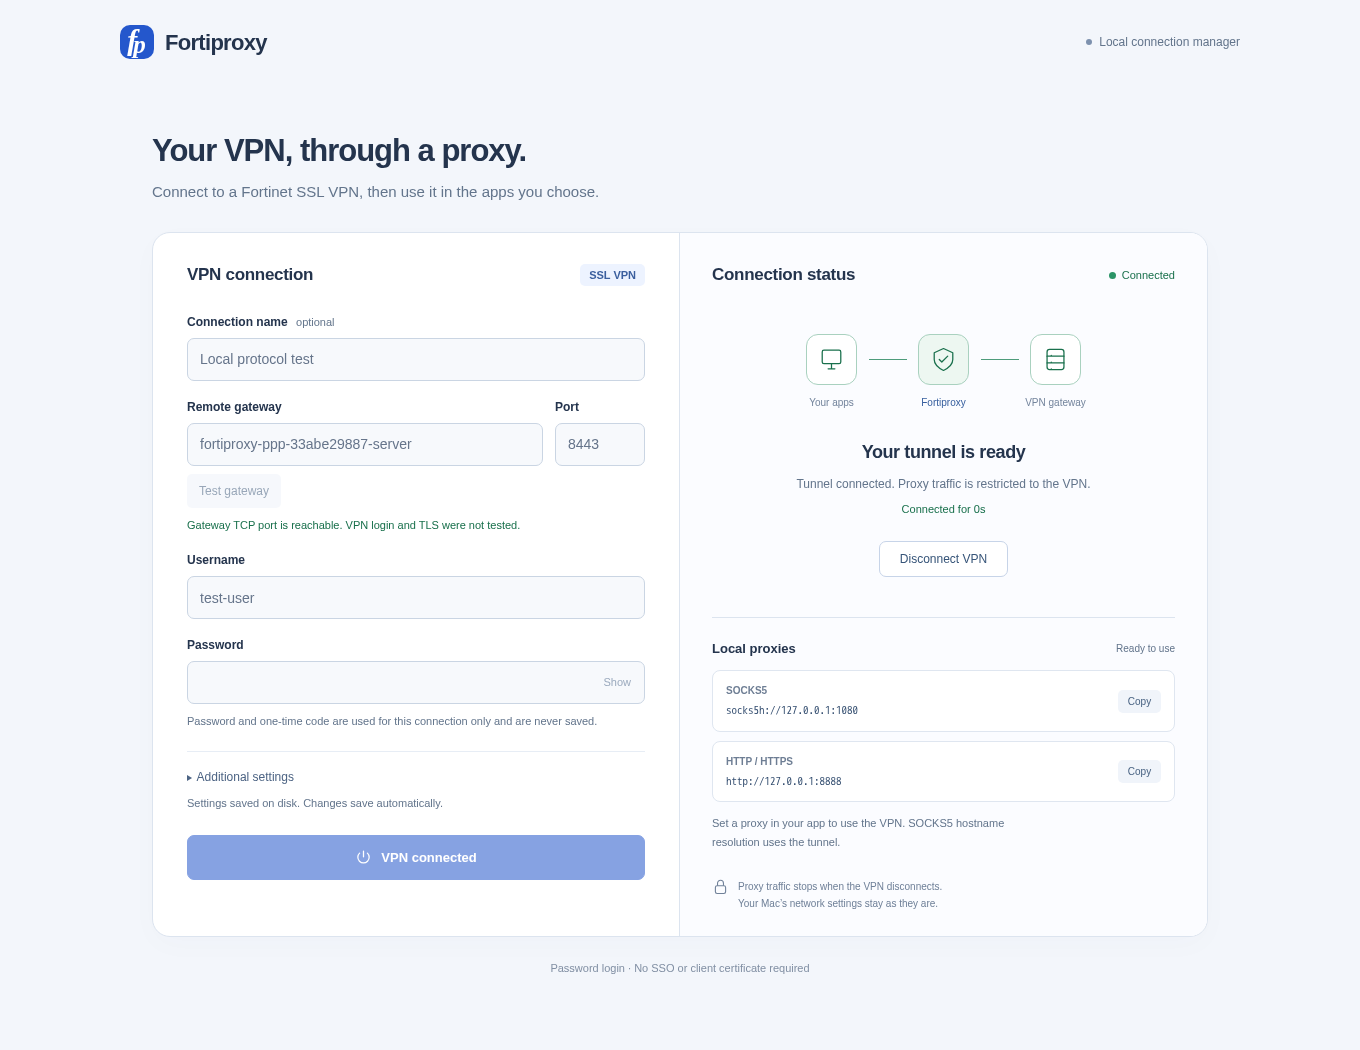 fp Fortiproxy
Local connection manager
Your VPN, through a proxy.
Connect to a Fortinet SSL VPN, then use it in the apps you choose.
VPN connection
SSL VPN
Connection name optional
Local protocol test
Remote gateway
Port
fortiproxy-ppp-33abe29887-server
8443
Test gateway
Gateway TCP port is reachable. VPN login and TLS were not tested.
Username
test-user
Password
Show
Password and one-time code are used for this connection only and are never saved.
Additional settings
Settings saved on disk. Changes save automatically.
VPN connected
Connection status
Connected
Your apps
Fortiproxy
VPN gateway
Your tunnel is ready
Tunnel connected. Proxy traffic is restricted to the VPN.
Connected for 0s
Disconnect VPN
Local proxies
Ready to use
SOCKS5
socks5h://127.0.0.1:1080
Copy
HTTP / HTTPS
http://127.0.0.1:8888
Copy
Set a proxy in your app to use the VPN. SOCKS5 hostname
resolution uses the tunnel.
Proxy traffic stops when the VPN disconnects.
Your Mac’s network settings stay as they are.
Password login · No SSO or client certificate required